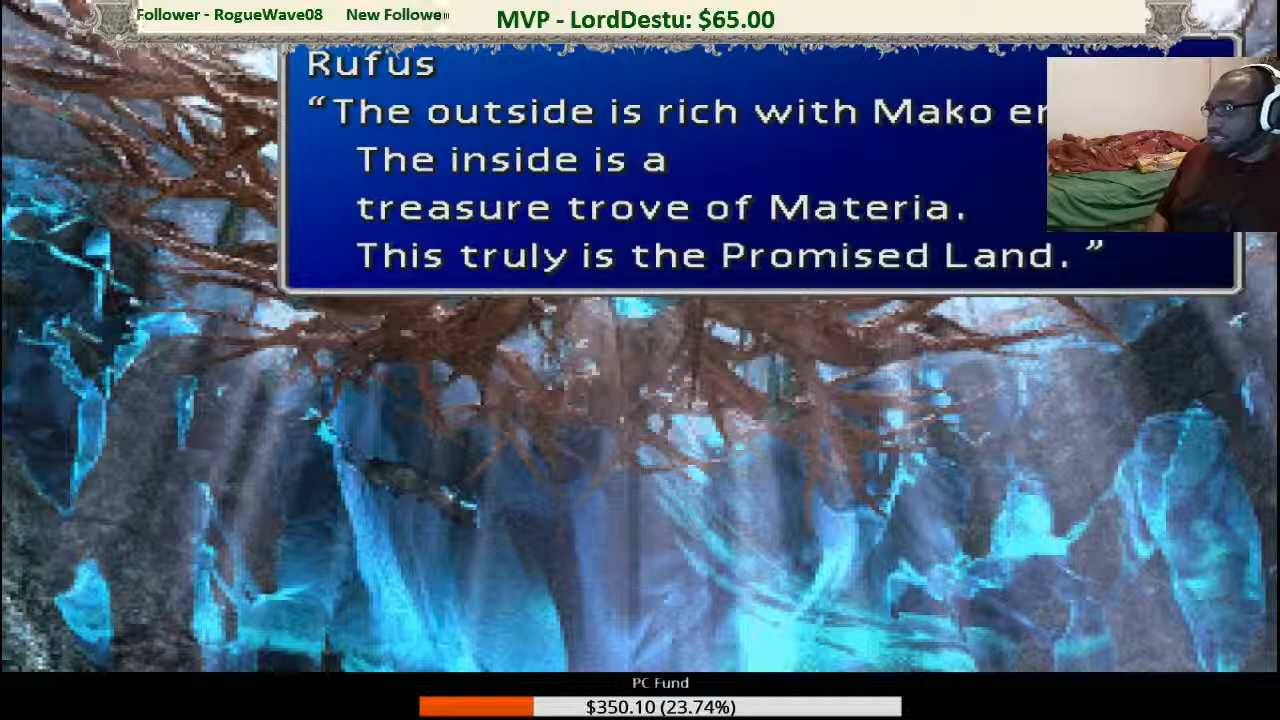 Follower - RogueWave08 New Followe
MVP - LordDestu: $65.00
Rufus
“The outside is rich with Mako er
The inside is a
treasure trove of Materia.
This truly is the Promised Land. ”
PC Fund
$350.10 (23.74%)